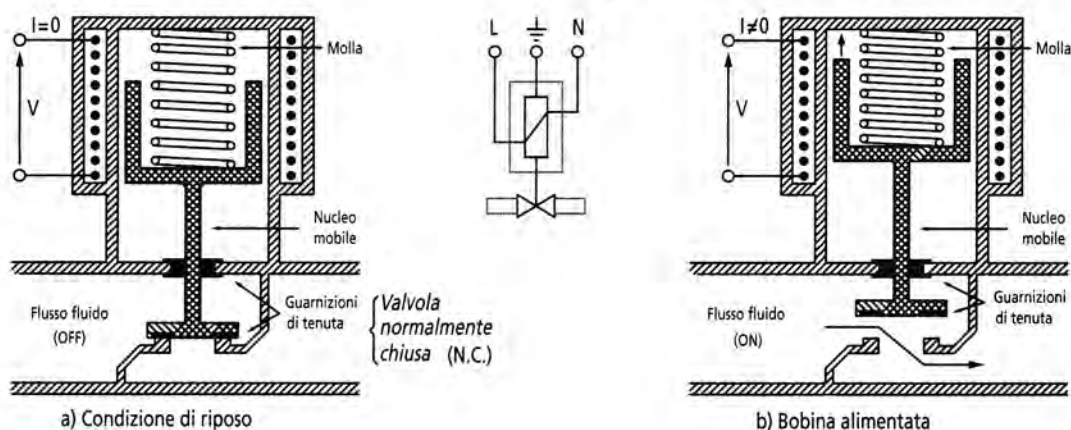 I=0
Molla
V
Nucleo
mobile
Flusso fluido
(OFF)
Guarnizioni
di tenuta
Valvola
normalmente
chiusa (N.C.)
a) Condizione di riposo
L N
I≠0
Molla
V
Nucleo
mobile
Flusso fluido
(ON)
Guarnizioni
di tenuta
b) Bobina alimentata